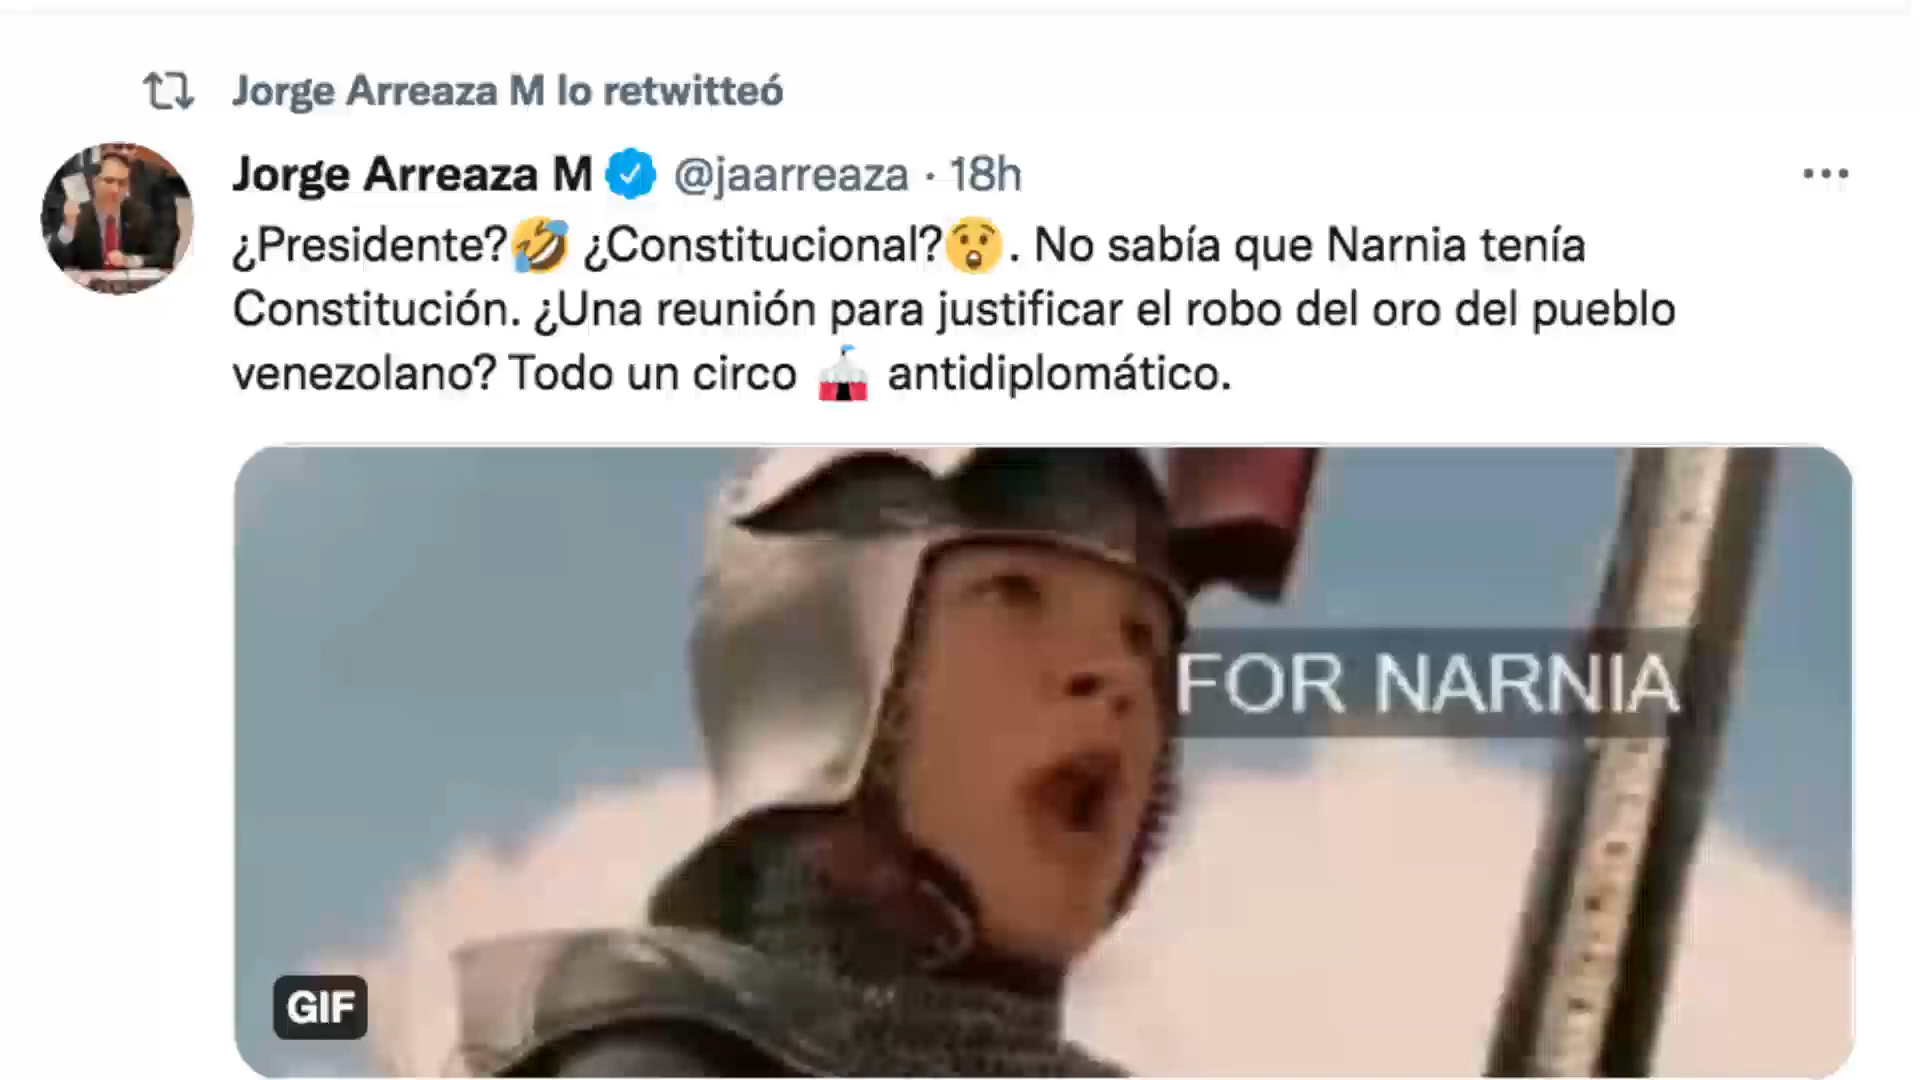 Jorge Arreaza M lo retwitteó
Jorge Arreaza M @jaarreaza · 18h
¿Presidente?🤣 ¿Constitucional?😲. No sabía que Narnia tenía
Constitución. ¿Una reunión para justificar el robo del oro del pueblo
venezolano? Todo un circo 🎪 antidiplomático.
FOR NARNIA
GIF